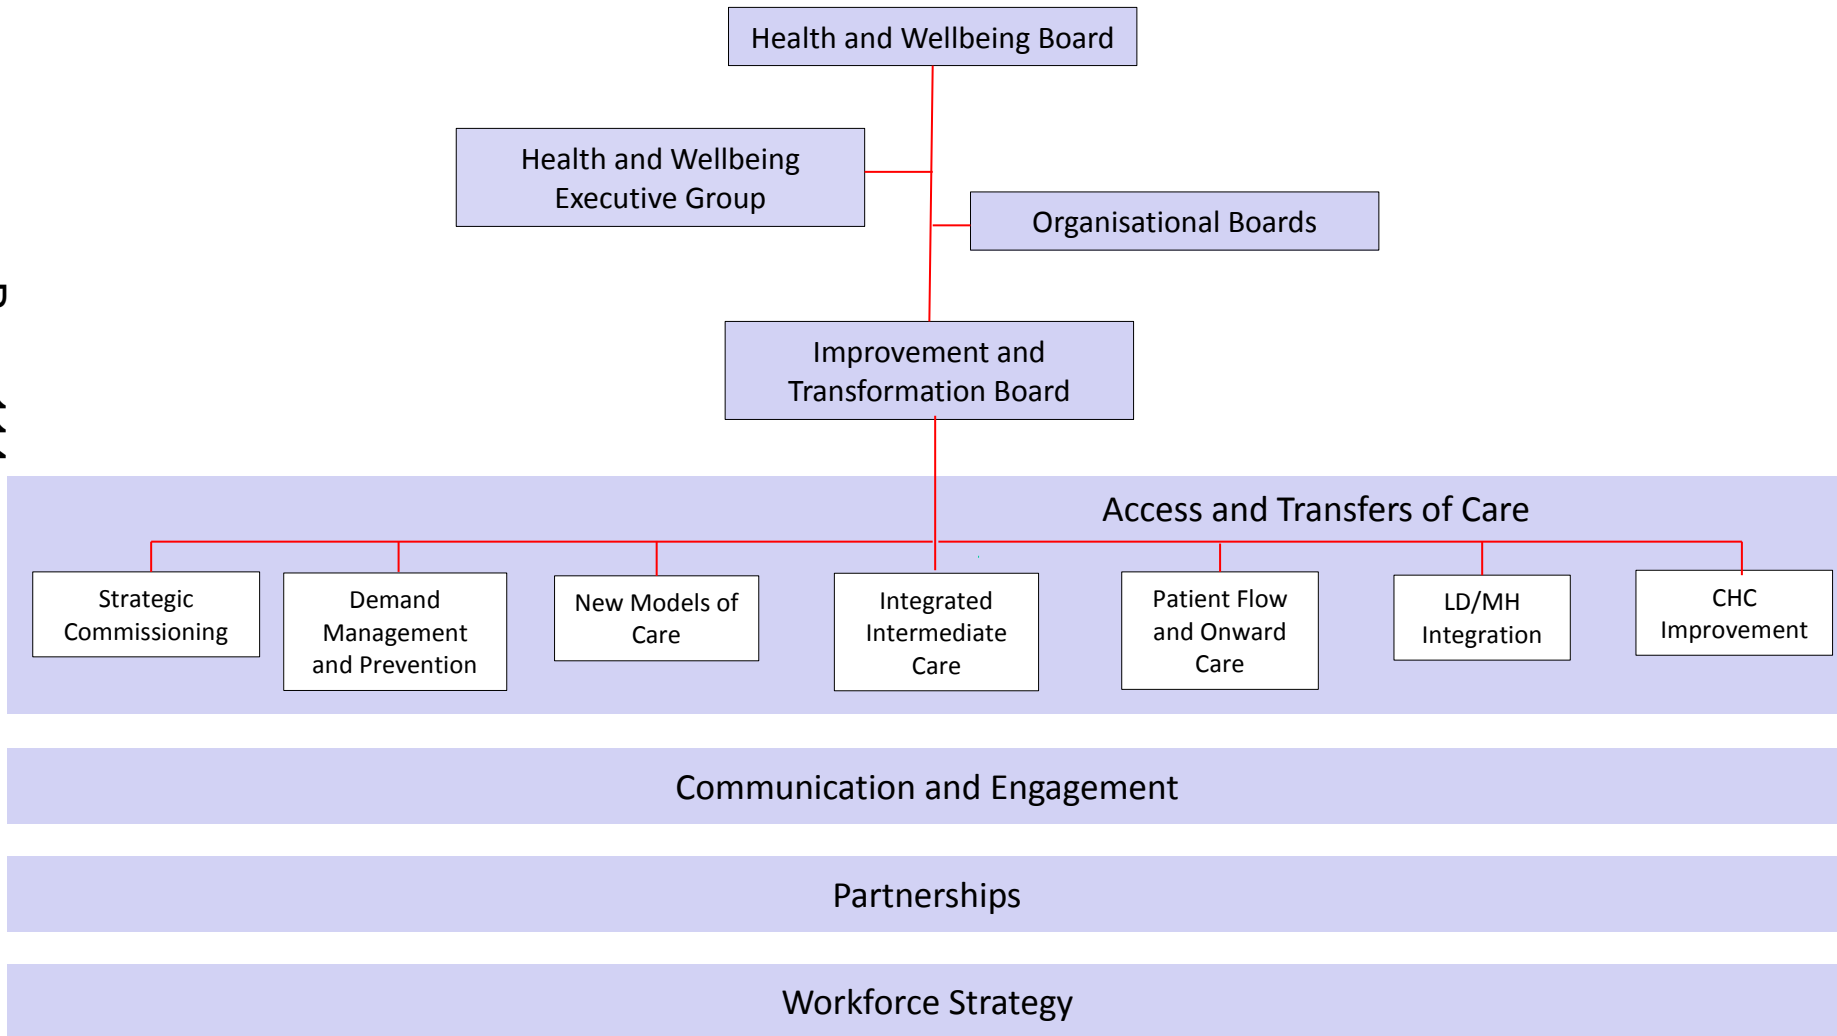 Health and Wellbeing Board
Health and Wellbeing
Executive Group
Organisational Boards
Improvement and
Transformation Board
Access and Transfers of Care
Strategic
Commissioning
Demand
Management
and Prevention
New Models of
Care
Integrated
Intermediate
Care
Patient Flow
and Onward
Care
LD/MH
Integration
CHC
Improvement
Communication and Engagement
Partnerships
Workforce Strategy